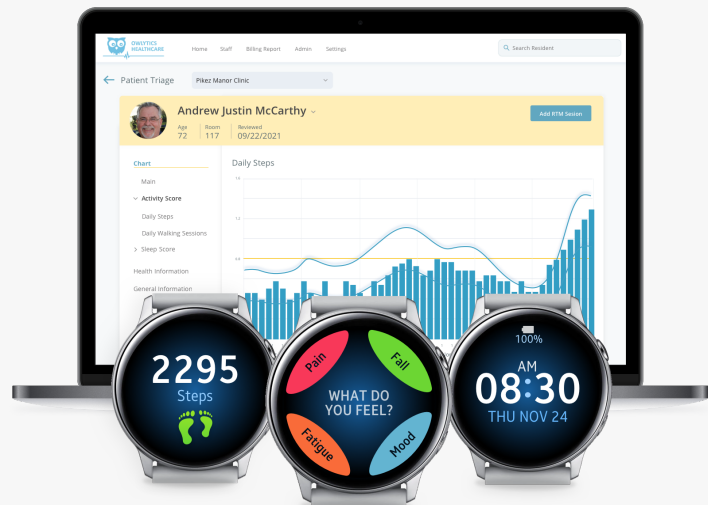 OWLYTICS
HEALTHCARE
Home Staff Billing Report Admin Settings
Search Resident
Patient Triage
Pikez Manor Clinic
Andrew Justin McCarthy
Age Room Reviewed
72 117 09/22/2021
Add RTM Sesion
Chart
Main
Activity Score
Daily Steps
Daily Walking Sessions
Sleep Score
Health Information
General Information
Daily Steps
2295
Steps
Pain
Fall
WHAT DO
YOU FEEL?
Fatigue
Mood
100%
AM
08:30
THU NOV 24